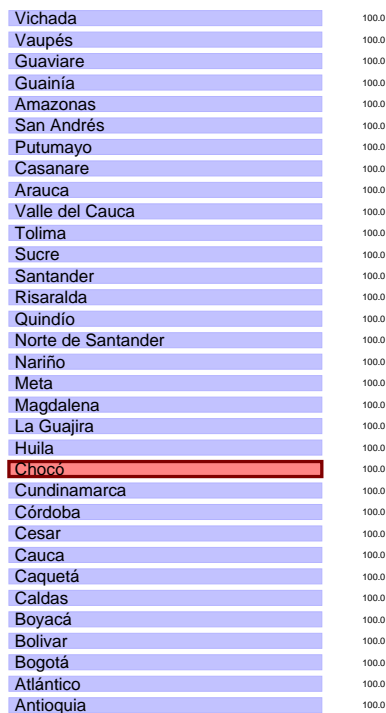 Vichada 100.0
Vaupés 100.0
Guaviare 100.0
Guainía 100.0
Amazonas 100.0
San Andrés 100.0
Putumayo 100.0
Casanare 100.0
Arauca 100.0
Valle del Cauca 100.0
Tolima 100.0
Sucre 100.0
Santander 100.0
Risaralda 100.0
Quindío 100.0
Norte de Santander 100.0
Nariño 100.0
Meta 100.0
Magdalena 100.0
La Guajira 100.0
Huila 100.0
Chocó 100.0
Cundinamarca 100.0
Córdoba 100.0
Cesar 100.0
Cauca 100.0
Caquetá 100.0
Caldas 100.0
Boyacá 100.0
Bolivar 100.0
Bogotá 100.0
Atlántico 100.0
Antioquia 100.0